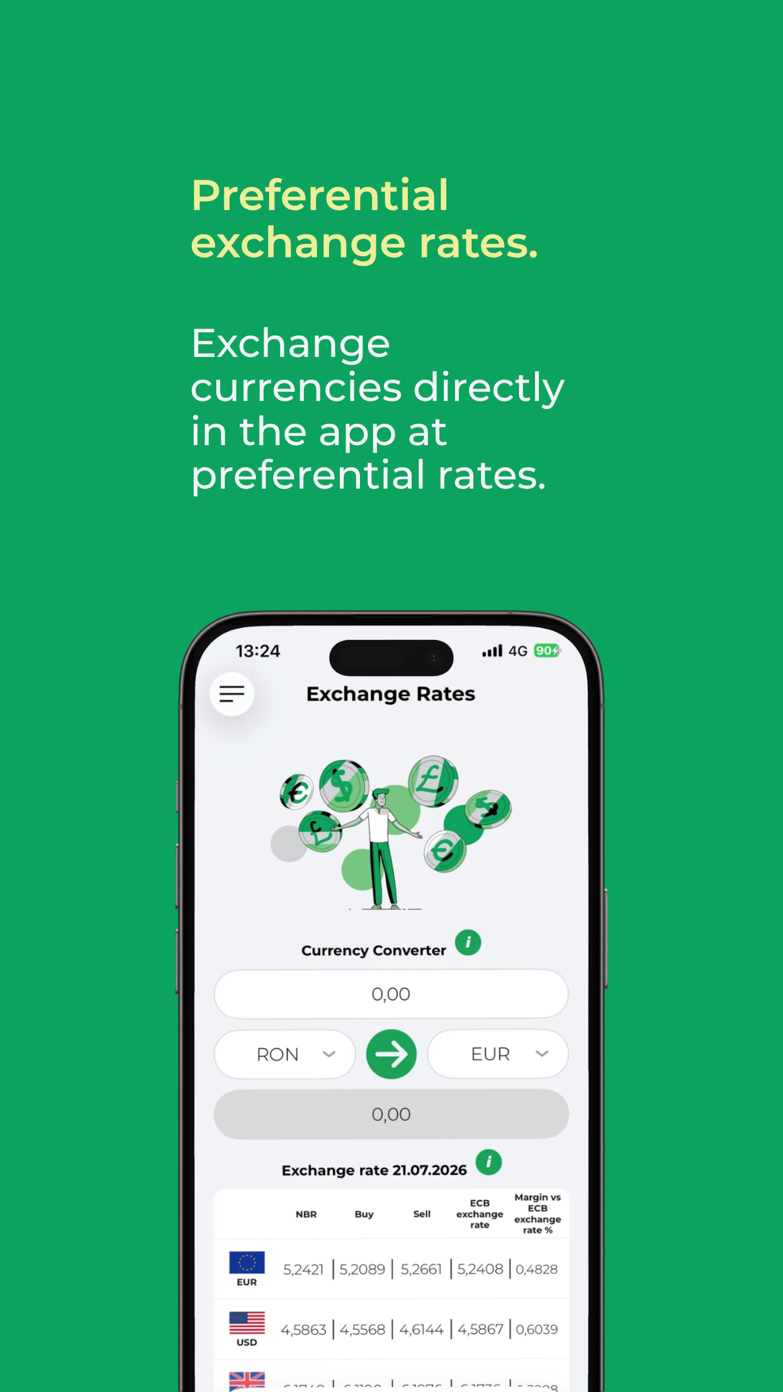 Preferential
exchange rates.
Exchange
currencies directly
in the app at
preferential rates.
13:24
4G 90
Exchange Rates
€ $ £ $ £ €
Currency Converter i
0,00
RON EUR
0,00
Exchange rate 21.07.2026 i
NBR Buy Sell ECB exchange rate Margin vs ECB exchange rate %
EUR 5,2421 5,2089 5,2661 5,2408 0,4828
USD 4,5863 4,5568 4,6144 4,5867 0,6039